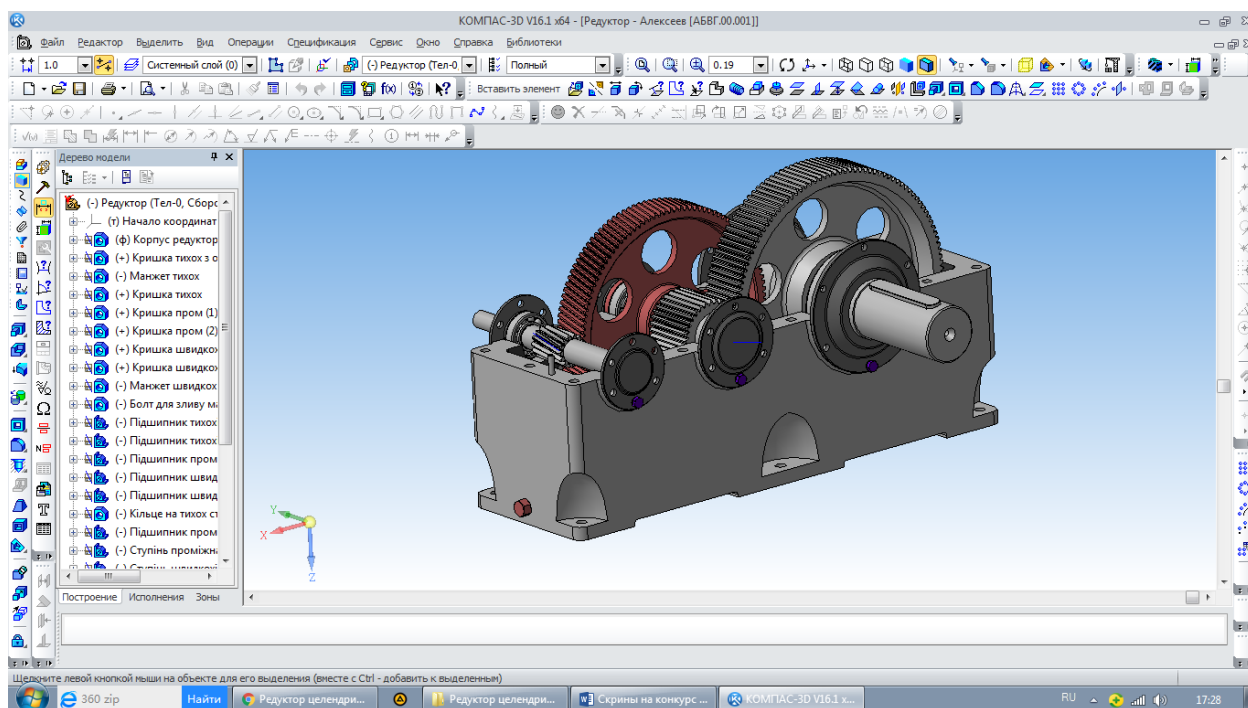 КОМПАС-3D V16.1 x64 - [Редуктор - Алексеев [АБВГ.00.001]]
Файл Редактор Выделить Вид Операции Спецификация Сервис Окно Справка Библиотеки
1.0 Системный слой (0) (-) Редуктор (Тел-0 Полный 0.19
Вставить элемент
Дерево модели
(-) Редуктор (Тел-0, Сборс
(т) Начало координат
(ф) Корпус редуктор
(+) Кришка тихох з о
(-) Манжет тихох
(+) Кришка тихох
(+) Кришка пром (1)
(+) Кришка пром (2)
(+) Кришка швидкох
(+) Кришка швидкох
(-) Манжет швидкох
(-) Болт для зливу ма
(-) Підшипник тихох
(-) Підшипник тихох
(-) Підшипник пром
(-) Підшипник швид
(-) Підшипник швид
(-) Кільце на тихох ст
(-) Підшипник пром
(-) Ступінь проміжна
Построение Исполнения Зоны
X Y Z
Щелкните левой кнопкой мыши на объекте для его выделения (вместе с Ctrl - добавить к выделенным)
360 zip Найти Редуктор целендри... Редуктор целендри... Скрины на конкурс ... КОМПАС-3D V16.1 x... RU 17:28